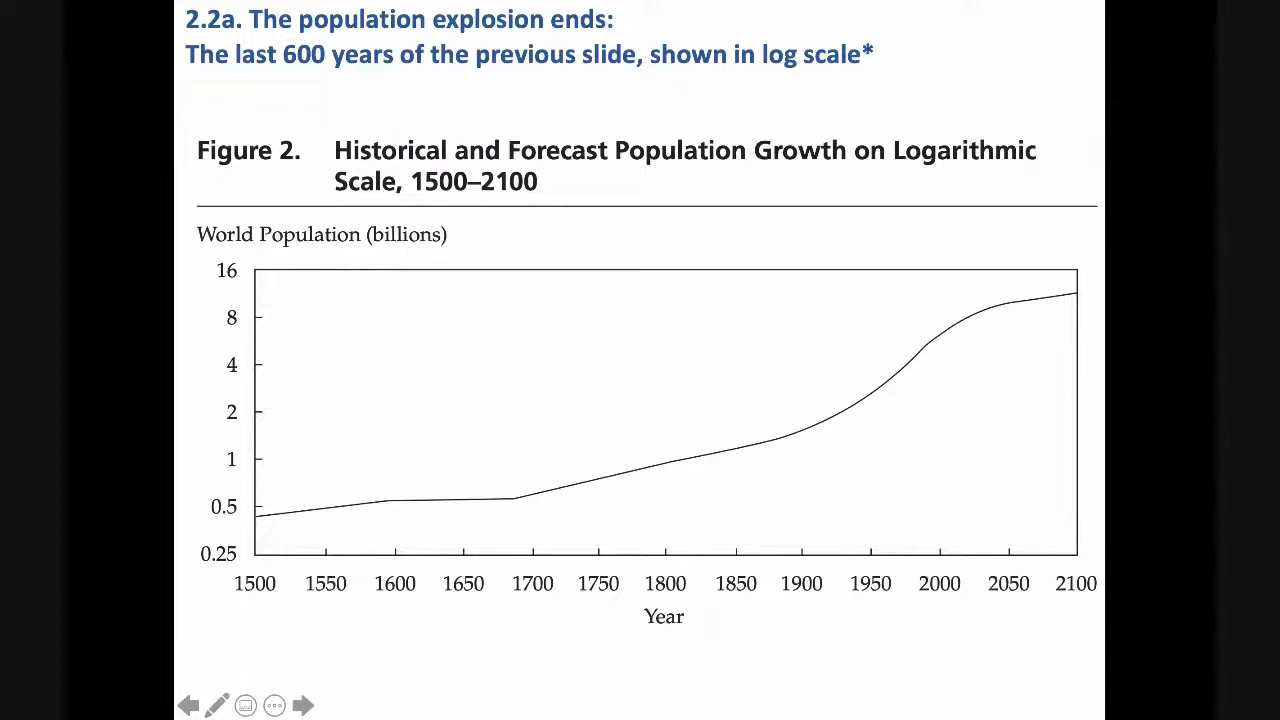 2.2a. The population explosion ends:
The last 600 years of the previous slide, shown in log scale*
Figure 2. Historical and Forecast Population Growth on Logarithmic
Scale, 1500–2100
World Population (billions)
16
8
4
2
1
0.5
0.25
1500 1550 1600 1650 1700 1750 1800 1850 1900 1950 2000 2050 2100
Year